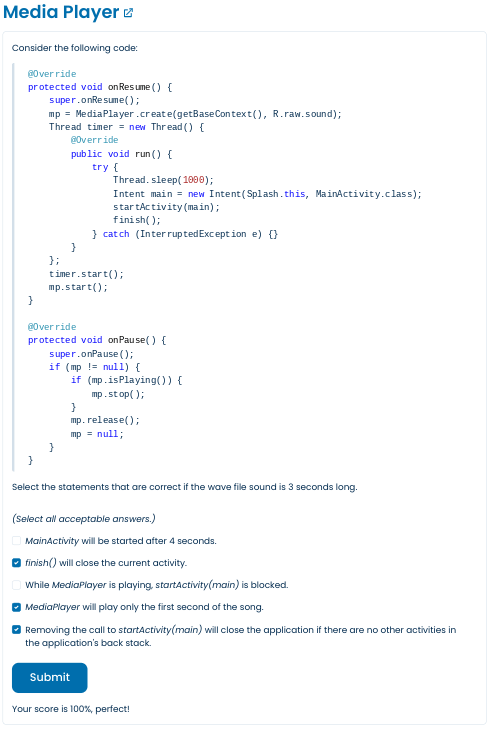 Media Player
Consider the following code:
@Override
protected void onResume() {
    super.onResume();
    mp = MediaPlayer.create(getBaseContext(), R.raw.sound);
    Thread timer = new Thread() {
        @Override
        public void run() {
            try {
                Thread.sleep(1000);
                Intent main = new Intent(Splash.this, MainActivity.class);
                startActivity(main);
                finish();
            } catch (InterruptedException e) {}
        }
    };
    timer.start();
    mp.start();
}
@Override
protected void onPause() {
    super.onPause();
    if (mp != null) {
        if (mp.isPlaying()) {
            mp.stop();
        }
        mp.release();
        mp = null;
    }
}
Select the statements that are correct if the wave file sound is 3 seconds long.
(Select all acceptable answers.)
MainActivity will be started after 4 seconds.
finish() will close the current activity.
While MediaPlayer is playing, startActivity(main) is blocked.
MediaPlayer will play only the first second of the song.
Removing the call to startActivity(main) will close the application if there are no other activities in
the application's back stack.
Submit
Your score is 100%, perfect!